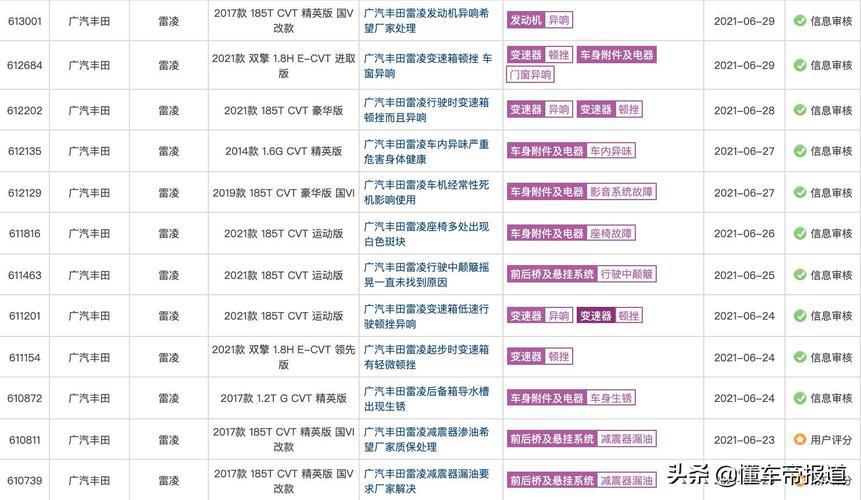 613001 广汽丰田 雷凌 2017款 185T CVT 精英版 国V 改款 广汽丰田雷凌发动机异响希望厂家处理 发动机 异响 2021-06-29 信息审核
612684 广汽丰田 雷凌 2021款 双擎 1.8H E-CVT 进取版 广汽丰田雷凌变速箱顿挫 车窗异响 变速器 顿挫 车身附件及电器 门窗异响 2021-06-29 信息审核
612202 广汽丰田 雷凌 2021款 185T CVT 豪华版 广汽丰田雷凌行驶时变速箱顿挫而且异响 变速器 异响 变速器 顿挫 2021-06-28 信息审核
612135 广汽丰田 雷凌 2014款 1.6G CVT 精英版 广汽丰田雷凌车内异味严重危害身体健康 车身附件及电器 车内异味 2021-06-27 信息审核
612129 广汽丰田 雷凌 2019款 185T CVT 豪华版 国VI 广汽丰田雷凌车机经常性死机影响使用 车身附件及电器 影音系统故障 2021-06-27 信息审核
611816 广汽丰田 雷凌 2021款 185T CVT 运动版 广汽丰田雷凌座椅多处出现白色斑块 车身附件及电器 座椅故障 2021-06-26 信息审核
611463 广汽丰田 雷凌 2021款 185T CVT 运动版 广汽丰田雷凌行驶中颠簸摇晃一直未找到原因 前后桥及悬挂系统 行驶中颠簸 2021-06-25 信息审核
611201 广汽丰田 雷凌 2021款 185T CVT 运动版 广汽丰田雷凌变速箱低速行驶顿挫异响 变速器 异响 变速器 顿挫 2021-06-24 信息审核
611154 广汽丰田 雷凌 2021款 双擎 1.8H E-CVT 领先版 广汽丰田雷凌起步时变速箱有轻微顿挫 变速器 顿挫 2021-06-24 信息审核
610872 广汽丰田 雷凌 2017款 1.2T G CVT 精英版 广汽丰田雷凌后备箱导水槽出现生锈 车身附件及电器 车身生锈 2021-06-24 信息审核
610811 广汽丰田 雷凌 2017款 185T CVT 精英版 国VI 改款 广汽丰田雷凌减震器渗油希望厂家质保处理 前后桥及悬挂系统 减震器漏油 2021-06-23 用户评分
610739 广汽丰田 雷凌 2017款 185T CVT 精英版 国V 改款 广汽丰田雷凌减震器漏油要求厂家解决 前后桥及悬挂系统 减震器漏油
头条 @懂车帝报道